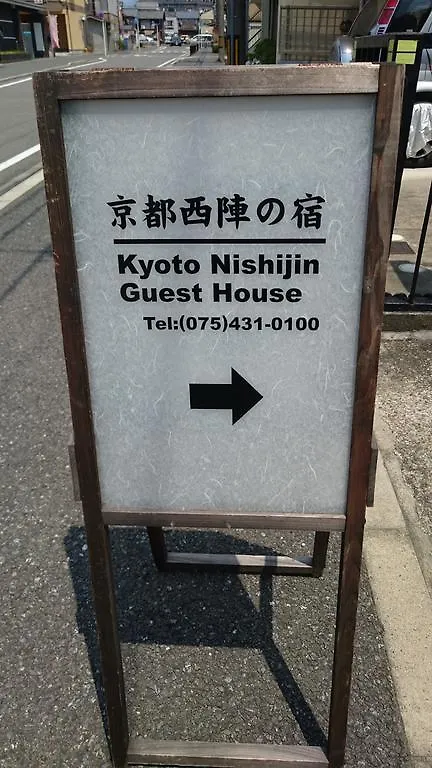 京都西陣の宿
Kyoto Nishijin
Guest House
Tel:(075)431-0100